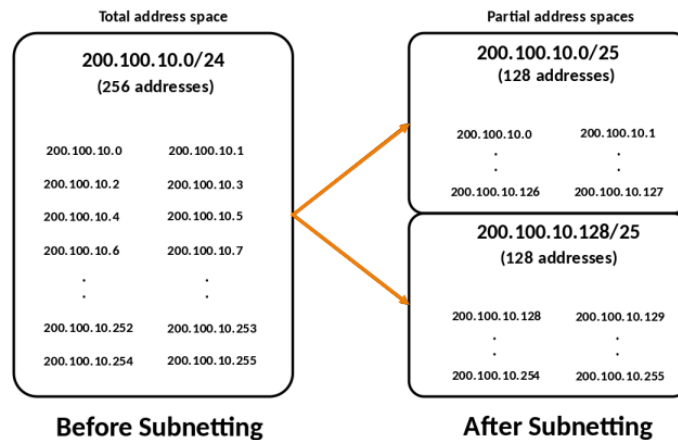 Total address space
200.100.10.0/24
(256 addresses)
200.100.10.0 200.100.10.1
200.100.10.2 200.100.10.3
200.100.10.4 200.100.10.5
200.100.10.6 200.100.10.7
. .
. .
200.100.10.252 200.100.10.253
200.100.10.254 200.100.10.255
Before Subnetting
Partial address spaces
200.100.10.0/25
(128 addresses)
200.100.10.0 200.100.10.1
. .
. .
200.100.10.126 200.100.10.127
200.100.10.128/25
(128 addresses)
200.100.10.128 200.100.10.129
. .
. .
200.100.10.254 200.100.10.255
After Subnetting